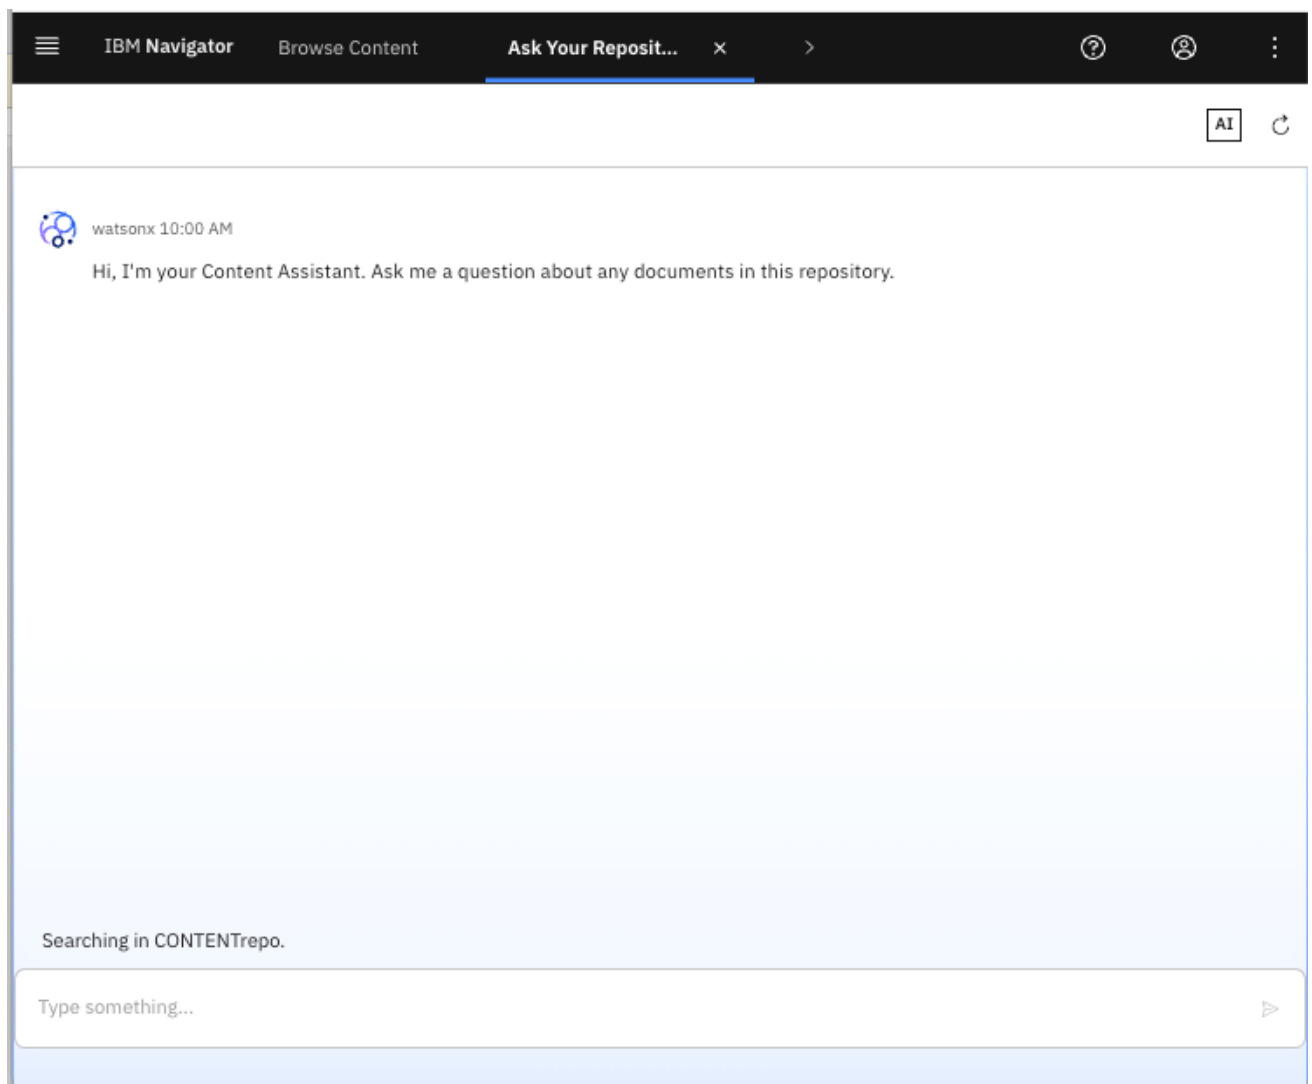 IBM Navigator Browse Content Ask Your Reposit...
AI
watsonx 10:00 AM
Hi, I'm your Content Assistant. Ask me a question about any documents in this repository.
Searching in CONTENTrepo.
Type something...